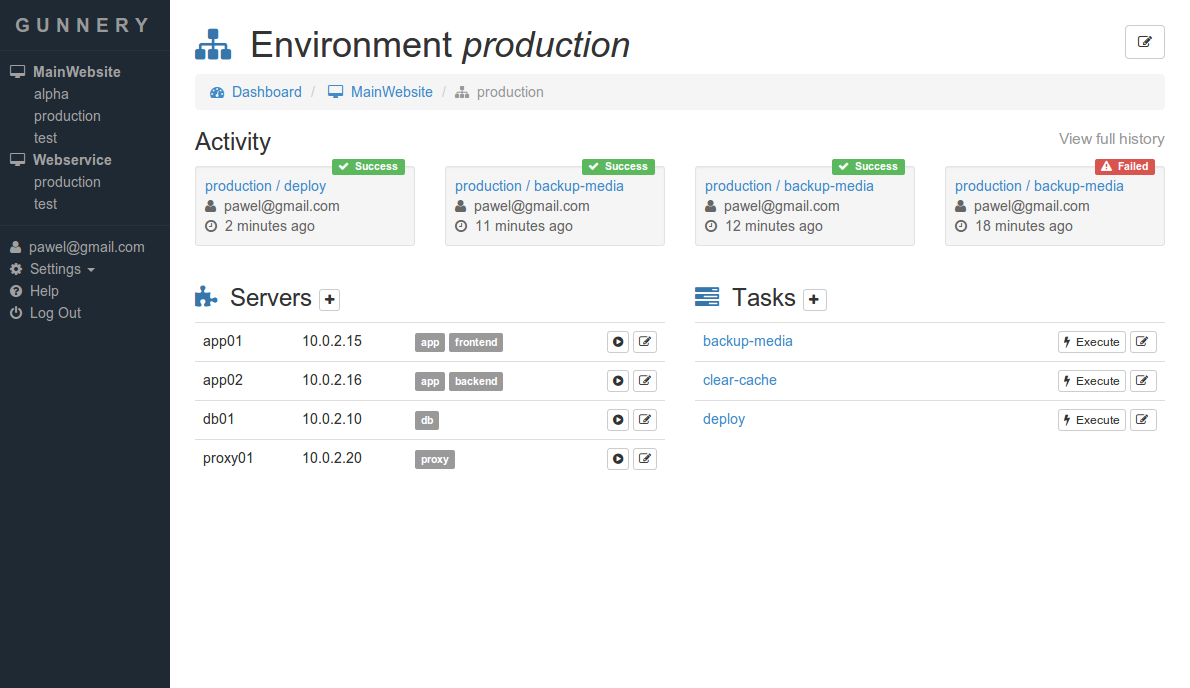 GUNNERY
MainWebsite
alpha
production
test
Webservice
production
test
pawel@gmail.com
Settings
Help
Log Out
Environment production
Dashboard / MainWebsite / production
Activity
View full history
Success
production / deploy
pawel@gmail.com
2 minutes ago
Success
production / backup-media
pawel@gmail.com
11 minutes ago
Success
production / backup-media
pawel@gmail.com
12 minutes ago
Failed
production / backup-media
pawel@gmail.com
18 minutes ago
Servers
app01 10.0.2.15 app frontend
app02 10.0.2.16 app backend
db01 10.0.2.10 db
proxy01 10.0.2.20 proxy
Tasks
backup-media Execute
clear-cache Execute
deploy Execute